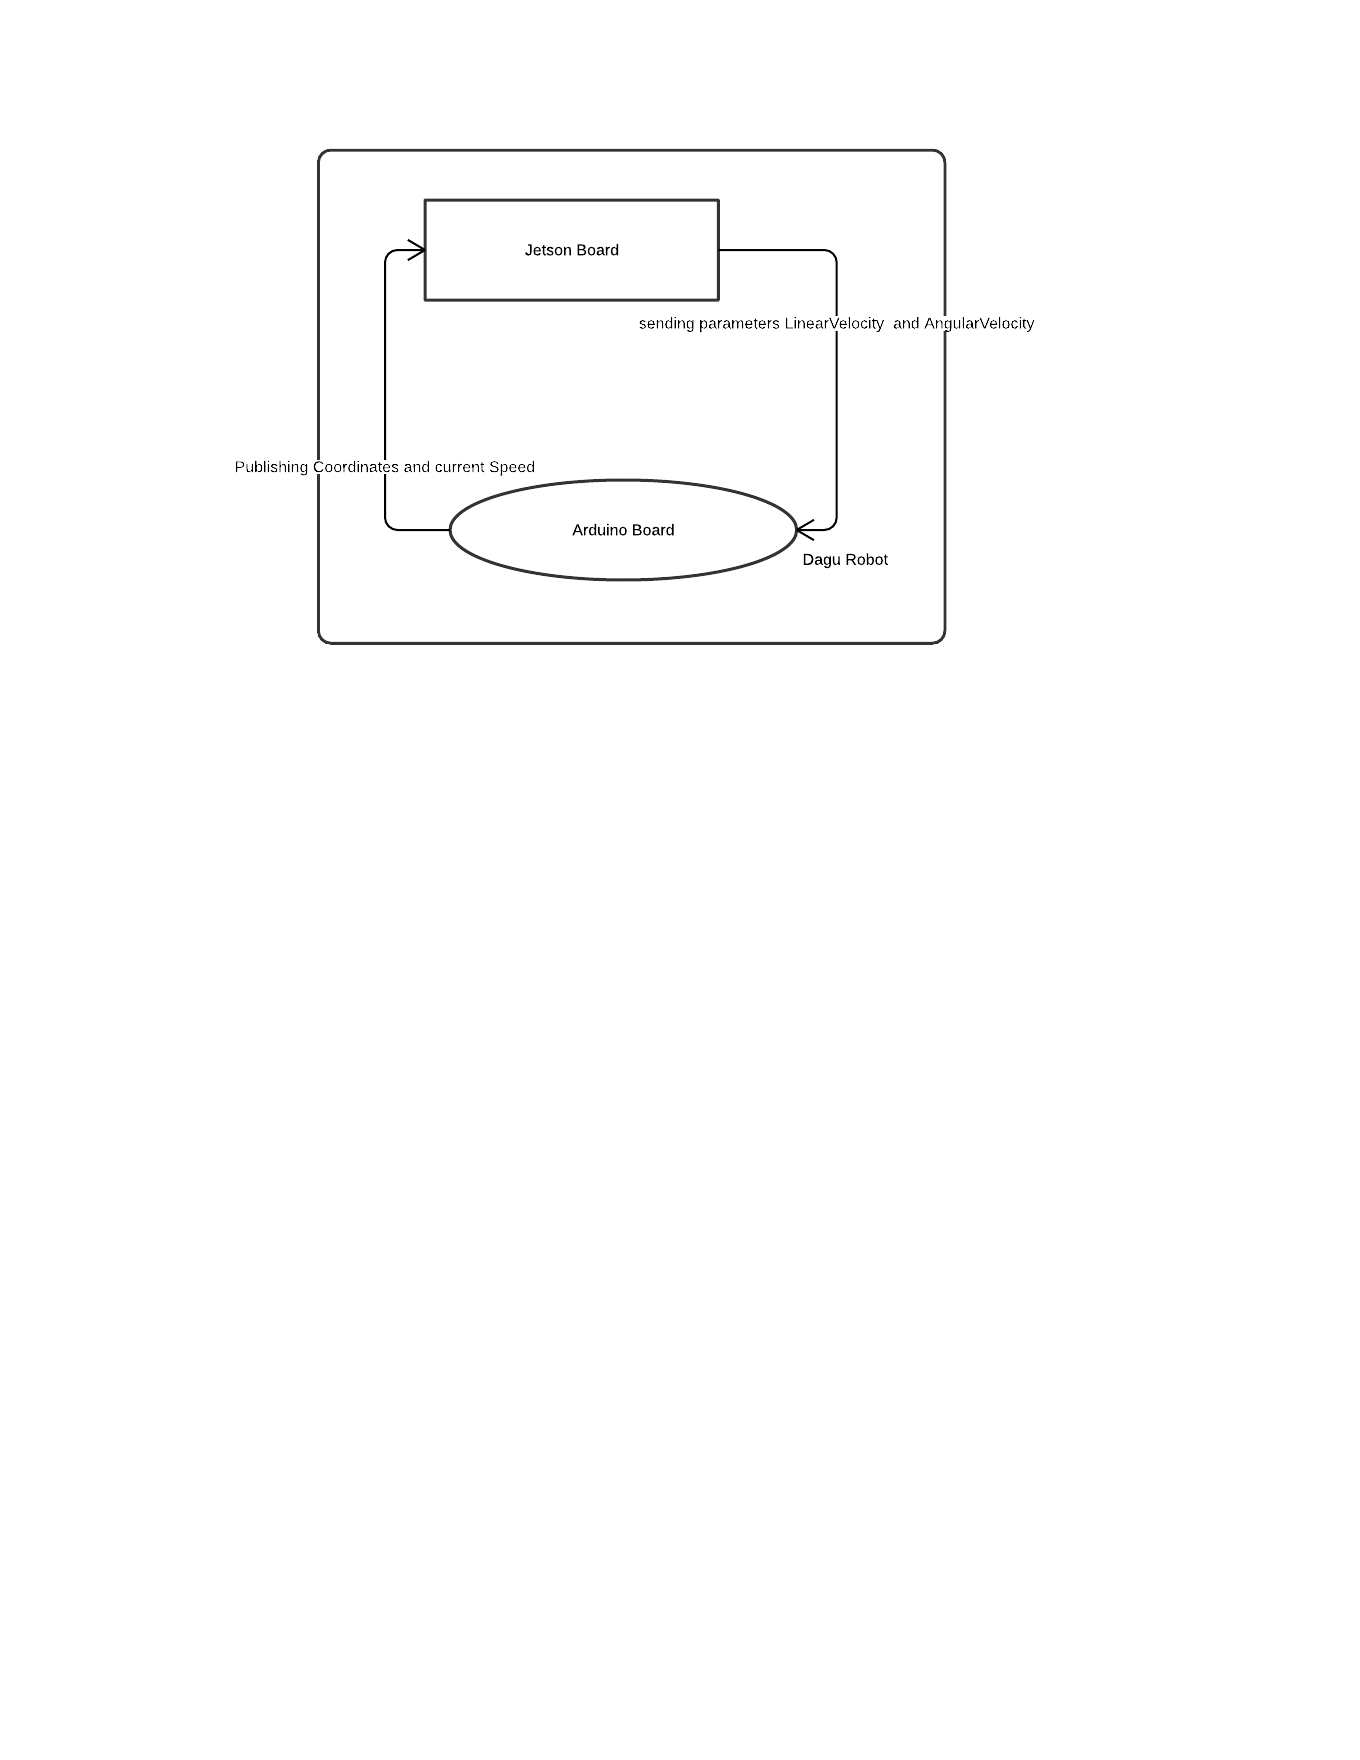 Jetson Board
sending parameters LinearVelocity  and AngularVelocity
Publishing Coordinates and current Speed
Arduino Board
Dagu Robot